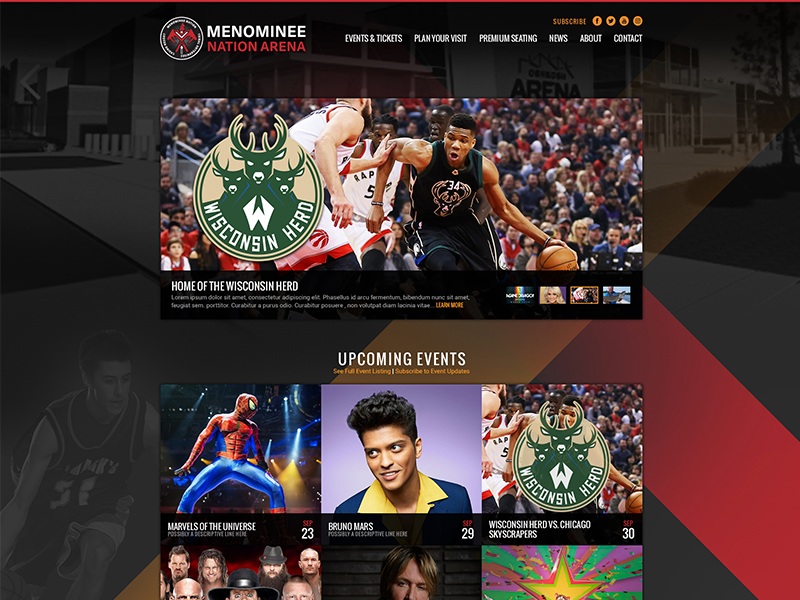 SUBSCRIBE
MENOMINEE
NATION ARENA
EVENTS & TICKETS PLAN YOUR VISIT PREMIUM SEATING NEWS ABOUT CONTACT
OSHKOSH
ARENA
34
5
WISCONSIN HERD
HOME OF THE WISCONSIN HERD
Lorem ipsum dolor sit amet, consectetur adipiscing elit. Phasellus id arcu fermentum, bibendum nunc sit amet,
feugiat sem. porttitor. Curabitur a purus odio. Curabitur posuere , non volutpat diam lacinia vitae... LEARN MORE
UPCOMING EVENTS
See Full Event Listing | Subscribe to Event Updates
WISCONSIN HERD
MARVELS OF THE UNIVERSE
POSSIBLY A DESCRIPTIVE LINE HERE
SEP
23
BRUNO MARS
POSSIBLY A DESCRIPTIVE LINE HERE
SEP
29
WISCONSIN HERD VS. CHICAGO
SKYSCRAPERS
SEP
30